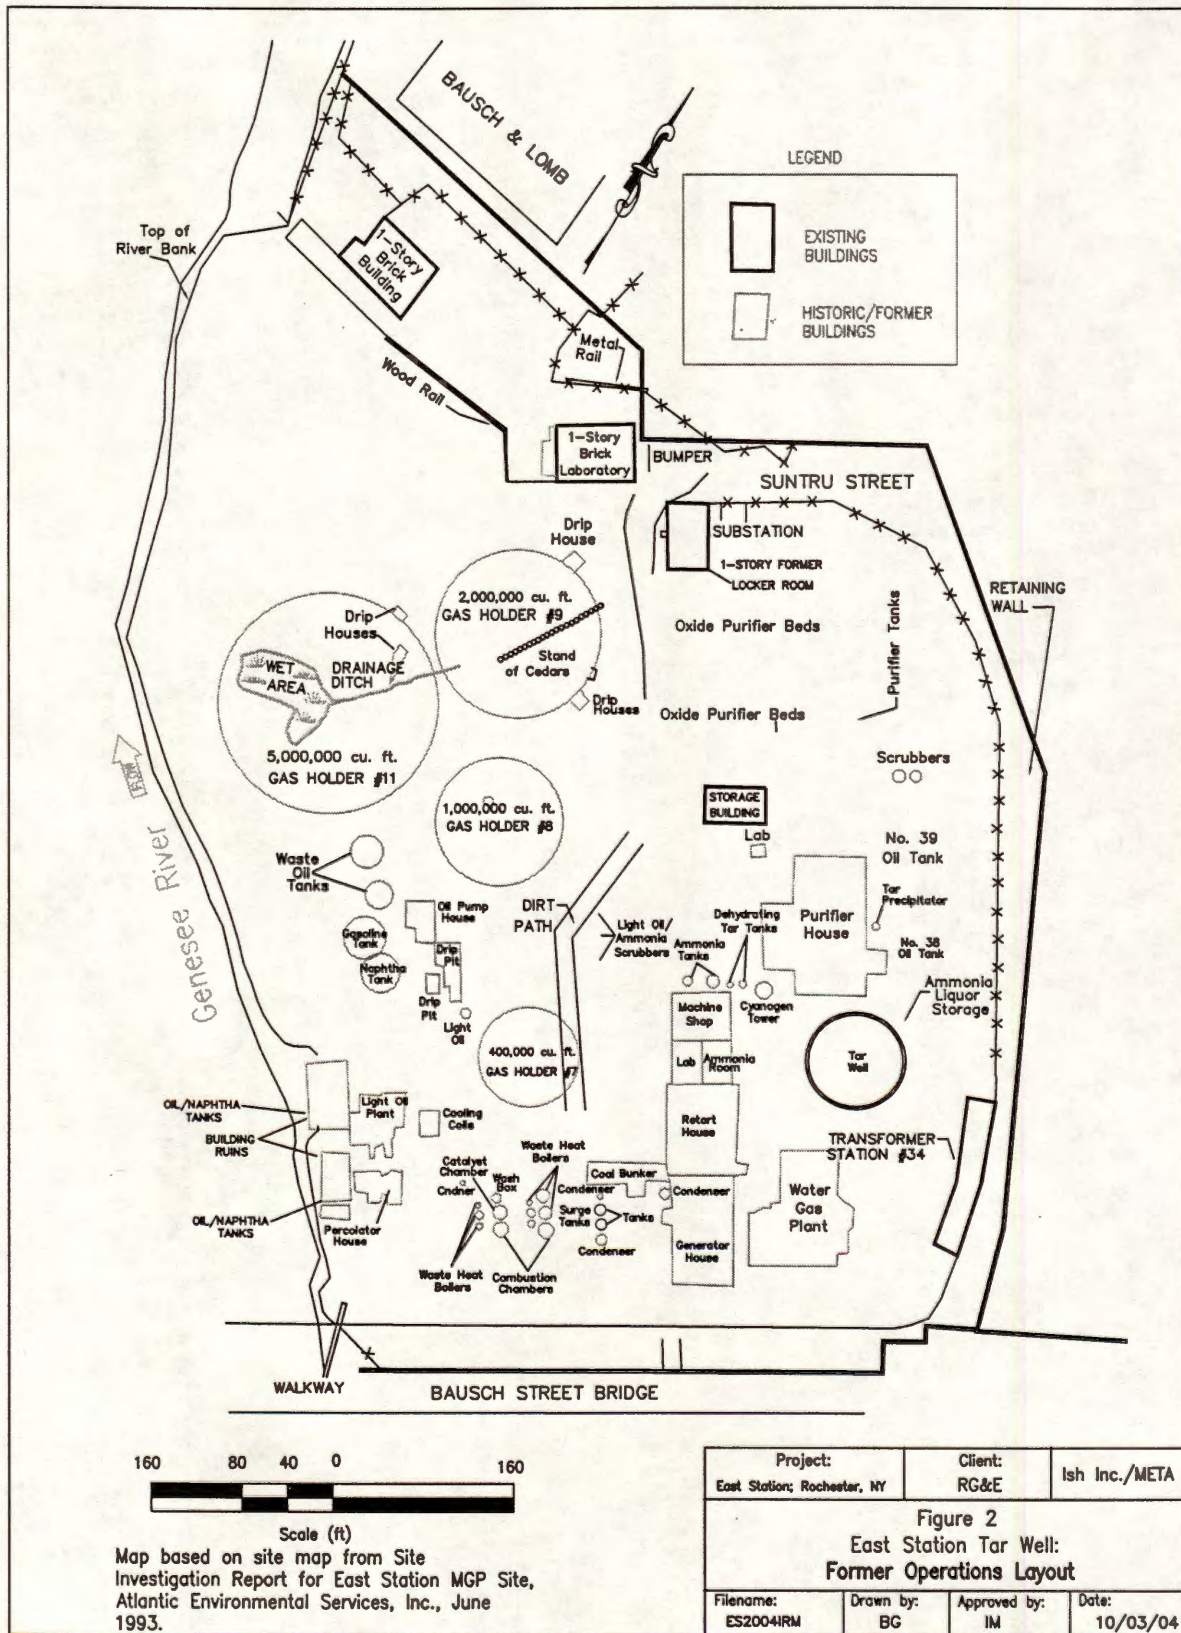 BAUSCH & LOMB
LEGEND
EXISTING
BUILDINGS
HISTORIC/FORMER
BUILDINGS
Top of
River Bank
1-Story
Brick
Building
Metal
Rail
Wood Rail
1-Story
Brick
Laboratory
BUMPER
SUNTRU STREET
SUBSTATION
1-STORY FORMER
LOCKER ROOM
RETAINING
WALL
Drip
House
2,000,000 cu. ft.
GAS HOLDER #9
Stand
of Cedars
Drip
Houses
Drip
Houses
WET
AREA
DRAINAGE
DITCH
5,000,000 cu. ft.
GAS HOLDER #11
Oxide Purifier Beds
Oxide Purifier Beds
Purifier Tanks
Scrubbers
FLOW
Genesee River
1,000,000 cu. ft.
GAS HOLDER #8
STORAGE
BUILDING
Lab
No. 39
Oil Tank
Waste
Oil
Tanks
Oil Pump
House
Gasoline
Tank
Naphtha
Tank
Drip
Pit
Drip
Pit
Light
Oil
DIRT
PATH
Light Oil/
Ammonia
Scrubbers
Dehydrating
Tar Tanks
Ammonia
Tanks
Purifier
House
Tar
Precipitator
No. 38
Oil Tank
Ammonia
Liquor
Storage
Machine
Shop
Cyanogen
Tower
Lab
Ammonia
Room
Tar
Well
400,000 cu. ft.
GAS HOLDER #7
OIL/NAPHTHA
TANKS
BUILDING
RUINS
OIL/NAPHTHA
TANKS
Light Oil
Plant
Cooling
Coils
Percolator
House
Retort
House
TRANSFORMER
STATION #34
Catalyst
Chamber
Cndner
Wash
Box
Waste Heat
Boilers
Coal Bunker
Condenser
Condenser
Surge
Tanks
Tanks
Condenser
Generator
House
Water
Gas
Plant
Waste Heat
Boilers
Combustion
Chambers
WALKWAY
BAUSCH STREET BRIDGE
160 80 40 0 160
Scale (ft)
Map based on site map from Site
Investigation Report for East Station MGP Site,
Atlantic Environmental Services, Inc., June
1993.
Project:
East Station; Rochester, NY
Client:
RG&E
Ish Inc./META
Figure 2
East Station Tar Well:
Former Operations Layout
Filename:
ES2004IRM
Drawn by:
BG
Approved by:
IM
Date:
10/03/04